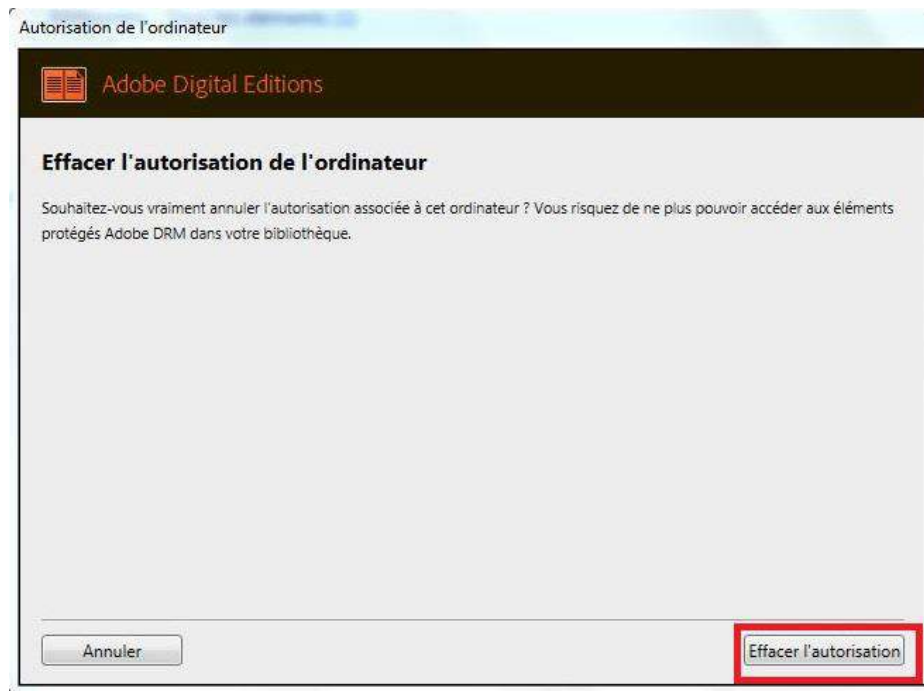 Autorisation de l'ordinateur
Adobe Digital Editions
Effacer l'autorisation de l'ordinateur
Souhaitez-vous vraiment annuler l'autorisation associée à cet ordinateur ? Vous risquez de ne plus pouvoir accéder aux éléments
protégés Adobe DRM dans votre bibliothèque.
Annuler
Effacer l'autorisation